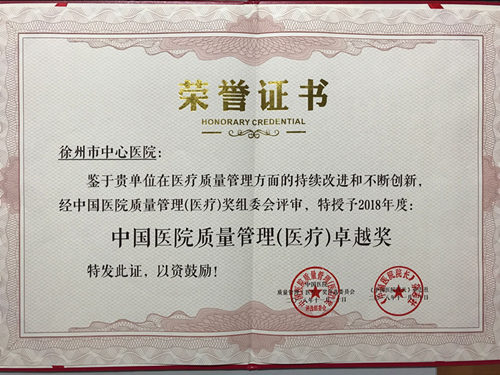 荣誉证书
HONORARY CREDENTIAL
徐州市中心医院:
鉴于贵单位在医疗质量管理方面的持续改进和不断创新,
经中国医院质量管理(医疗)奖组委会评审, 特授予2018年度:
中国医院质量管理(医疗)卓越奖
特发此证, 以资鼓励!